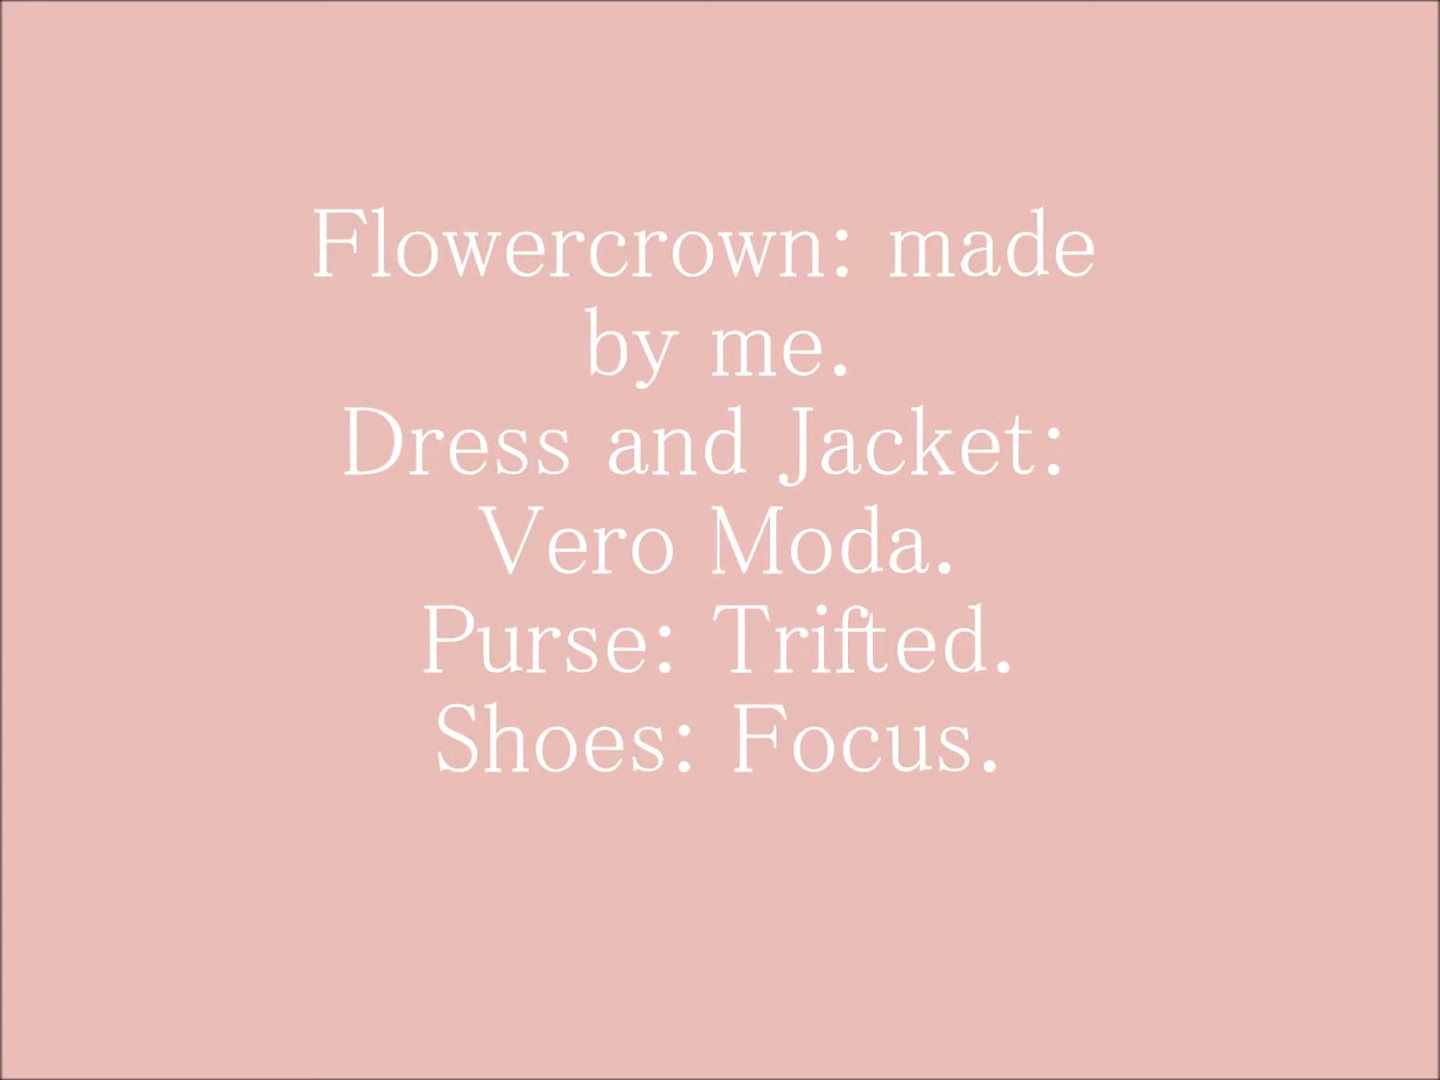 Flowercrown: made
by me.
Dress and Jacket:
Vero Moda.
Purse: Trifted.
Shoes: Focus.